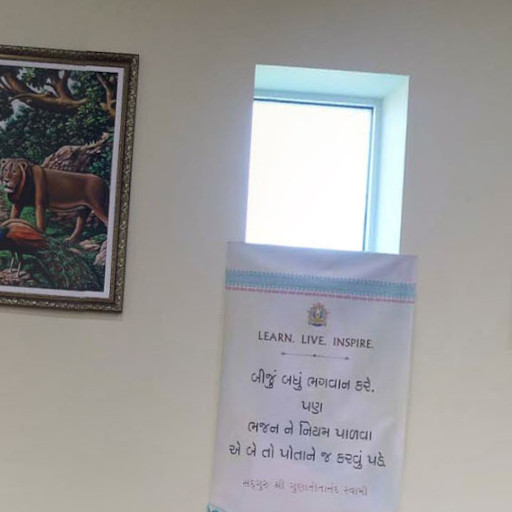 LEARN. LIVE. INSPIRE.
બીજું બધું ભગવાન કરે.
પણ
ભજન ને નિયમ પાળવા
એ બે તો પોતાને જ કરવું પડે.
સદ્‌ગુરુ શ્રી ગુણાતીતાનંદ સ્વામી